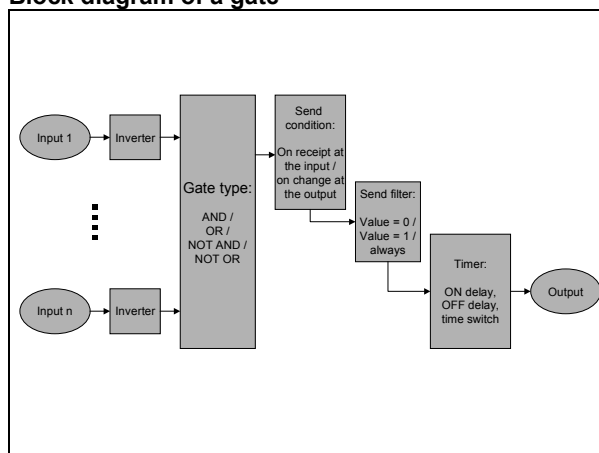 Block diagram of a gate
Input 1
Inverter
Input n
Inverter
Gate type:
AND /
OR /
NOT AND /
NOT OR
Send
condition:
On receipt at
the input /
on change at
the output
Send filter:
Value = 0 /
Value = 1 /
always
Timer:
ON delay,
OFF delay,
time switch
Output